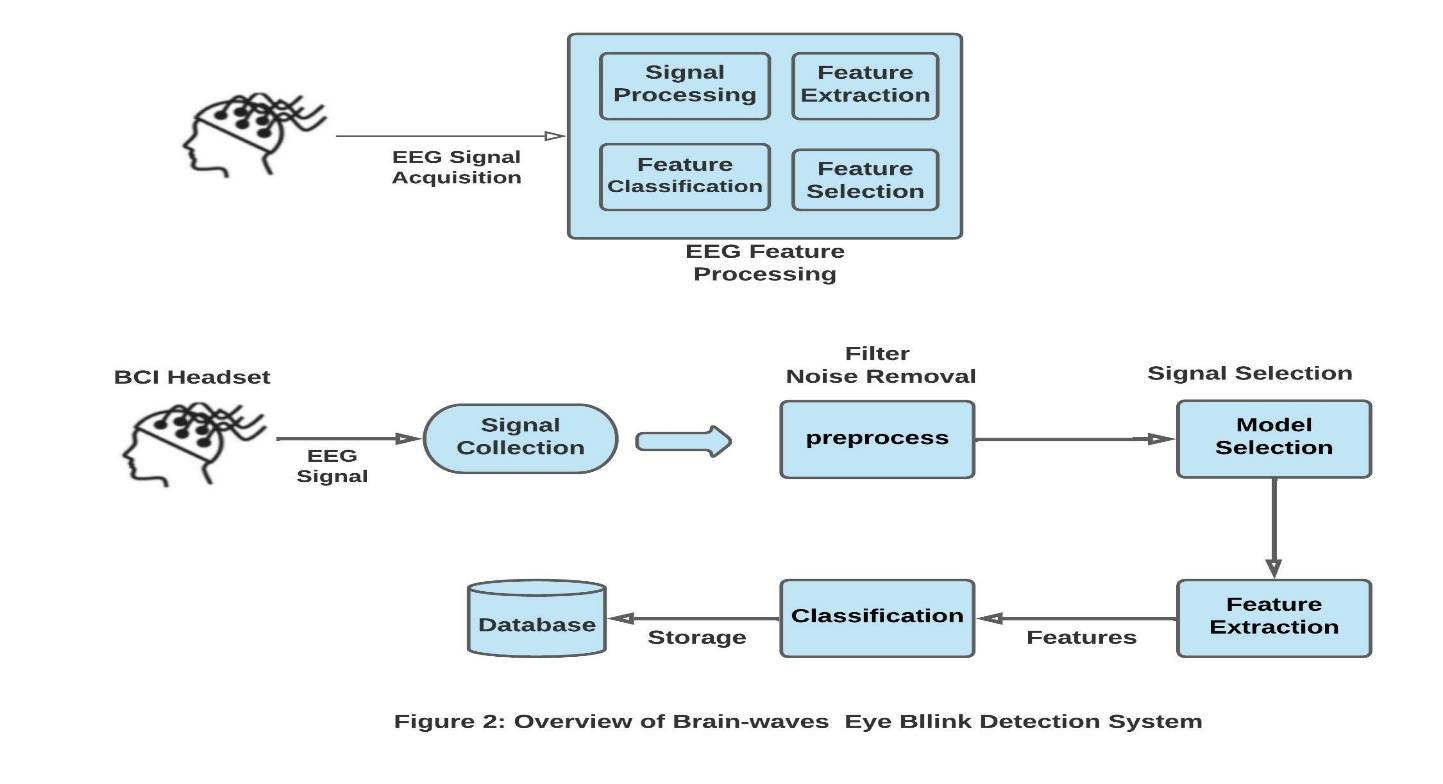 Signal
Processing
Feature
Extraction
EEG Signal
Acquisition
Feature
Classification
Feature
Selection
EEG Feature
Processing
Filter
Noise Removal
BCI Headset
Signal Selection
Signal
Collection
preprocess
Model
Selection
EEG
Signal
Database
Storage
Classification
Features
Feature
Extraction
Figure 2: Overview of Brain-waves Eye Bllink Detection System